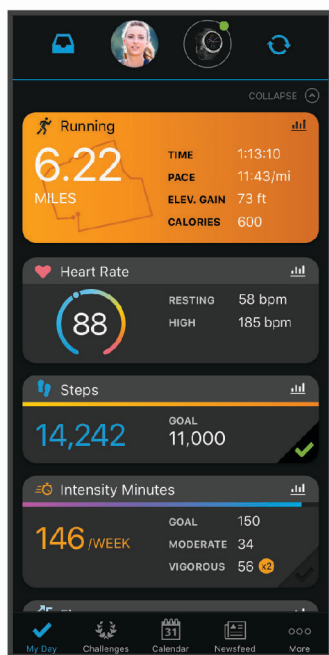 COLLAPSE
Running
6.22
MILES
TIME 1:13:10
PACE 11:43/mi
ELEV. GAIN 73 ft
CALORIES 600
Heart Rate
88
RESTING 58 bpm
HIGH 185 bpm
Steps
14,242
GOAL
11,000
Intensity Minutes
146 /WEEK
GOAL 150
MODERATE 34
VIGOROUS 56 x2
31
My Day Challenges Calendar Newsfeed More